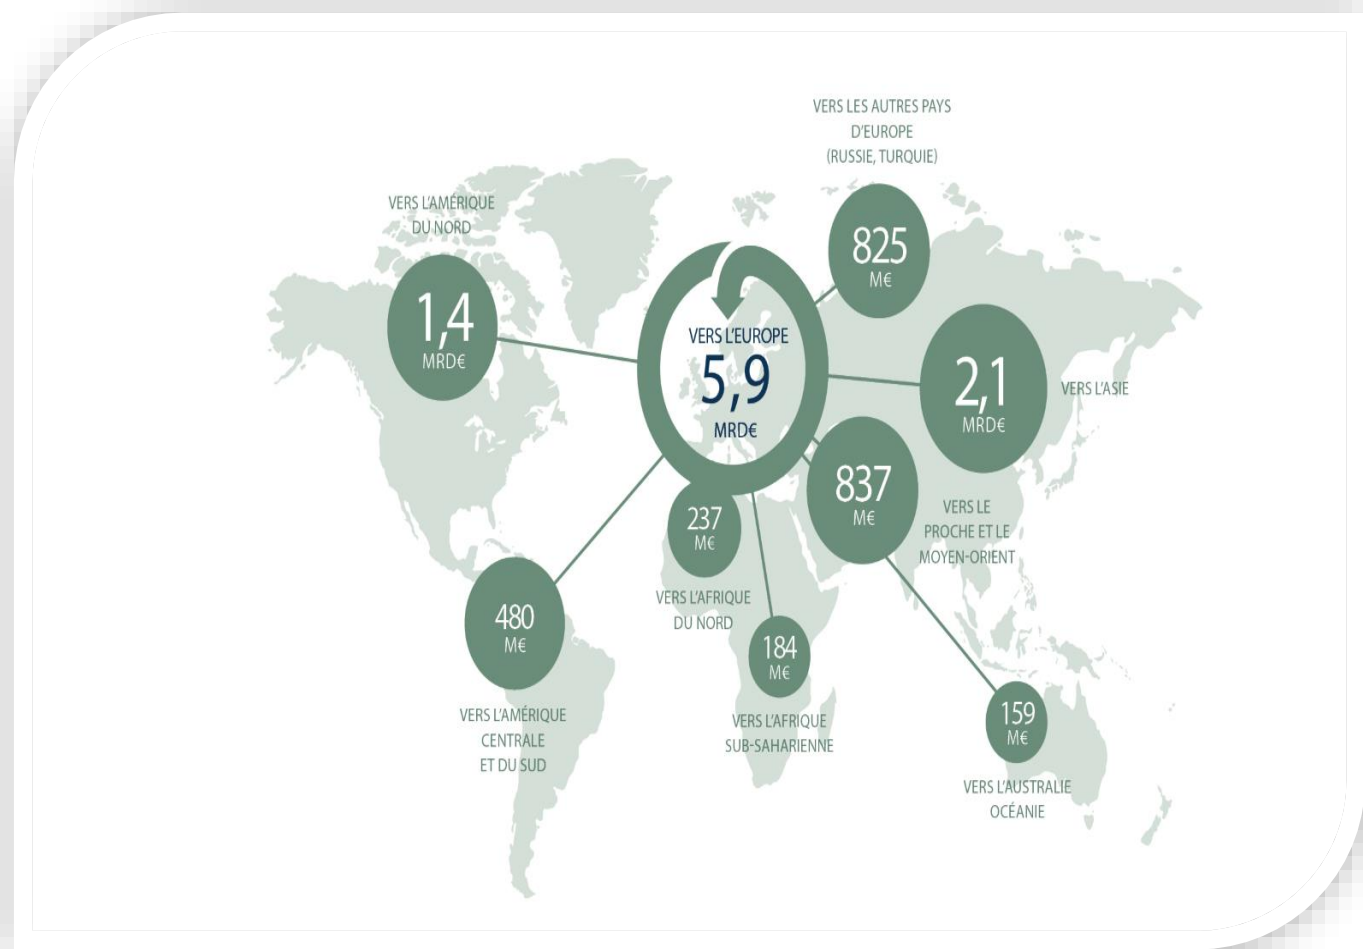 VERS LES AUTRES PAYS
D'EUROPE
(RUSSIE, TURQUIE)
825
M€
VERS L'AMÉRIQUE
DU NORD
1,4
MRD€
VERS L'EUROPE
5,9
MRD€
2,1
MRD€
VERS L'ASIE
837
M€
VERS LE
PROCHE ET LE
MOYEN-ORIENT
237
M€
VERS L'AFRIQUE
DU NORD
480
M€
VERS L'AMÉRIQUE
CENTRALE
ET DU SUD
184
M€
VERS L'AFRIQUE
SUB-SAHARIENNE
159
M€
VERS L'AUSTRALIE
OCÉANIE